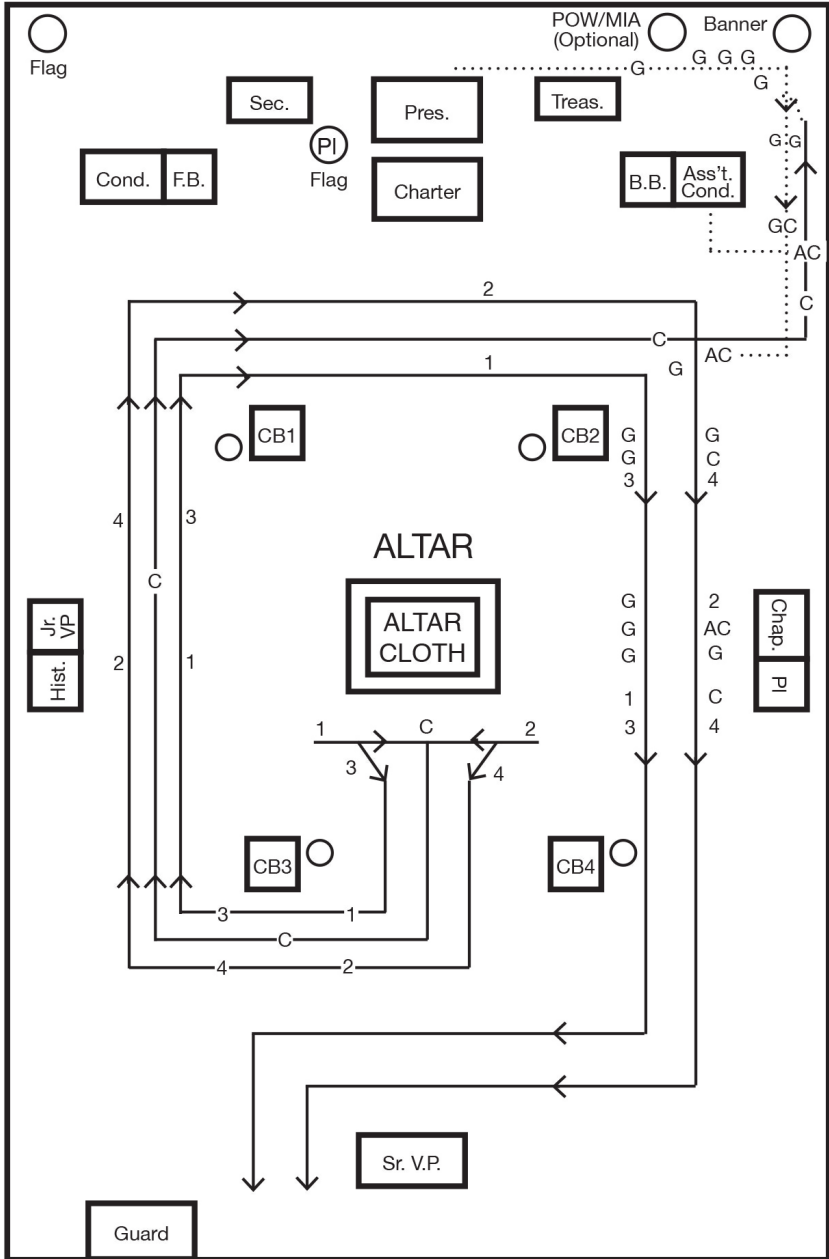 POW/MIA
(Optional)
Banner
Flag
G G G G
G
Sec.
Pres.
Treas.
PI
Flag
G G
Cond.
F.B.
Charter
B.B.
Ass't.
Cond.
GC
AC
2
C
C
AC
1
G
CB1
CB2
G
G
3
G
C
4
4
3
ALTAR
C
ALTAR
CLOTH
Jr.
VP
Hist.
2
1
G
G
G
1
3
2
AC
G
C
4
Chap.
PI
1
C
2
3
4
CB3
CB4
3
1
C
4
2
Sr. V.P.
Guard